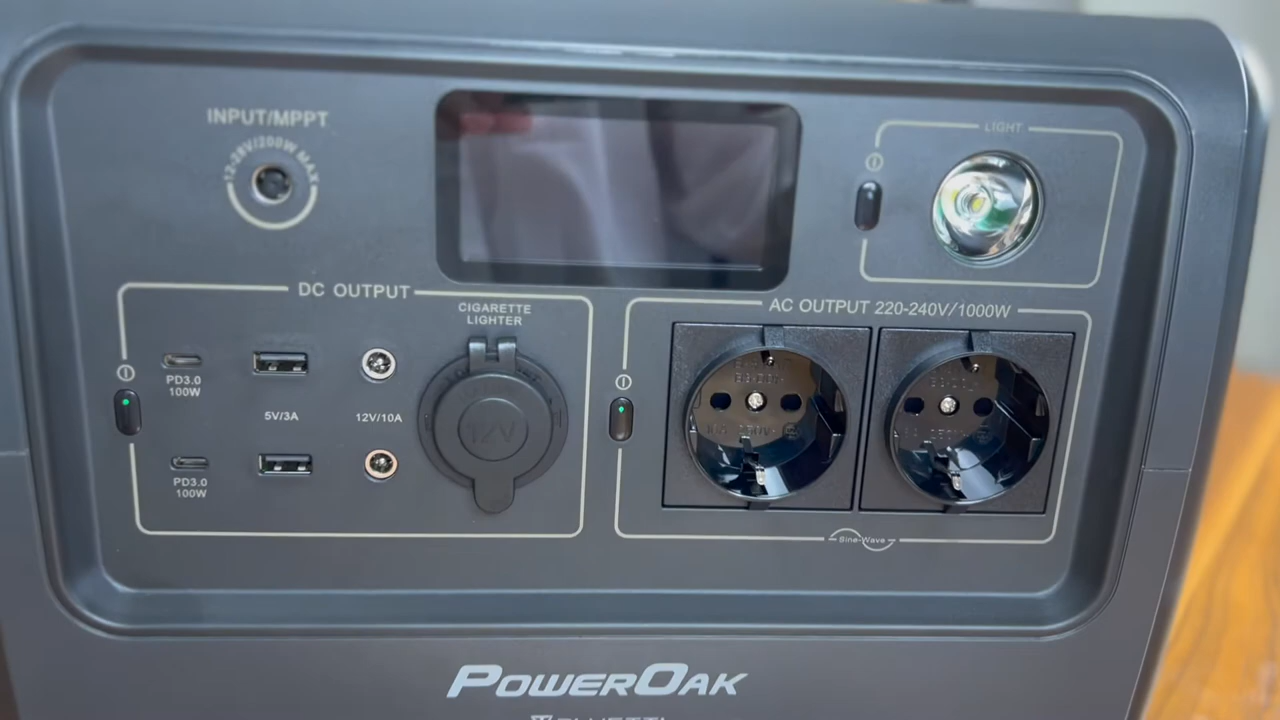 INPUT/MPPT
12-28V/200W MAX
LIGHT
DC OUTPUT
CIGARETTE
LIGHTER
AC OUTPUT 220-240V/1000W
PD3.0
100W
5V/3A
12V/10A
12V
PD3.0
100W
Sine-Wave
POWEROAK
BLUETTI